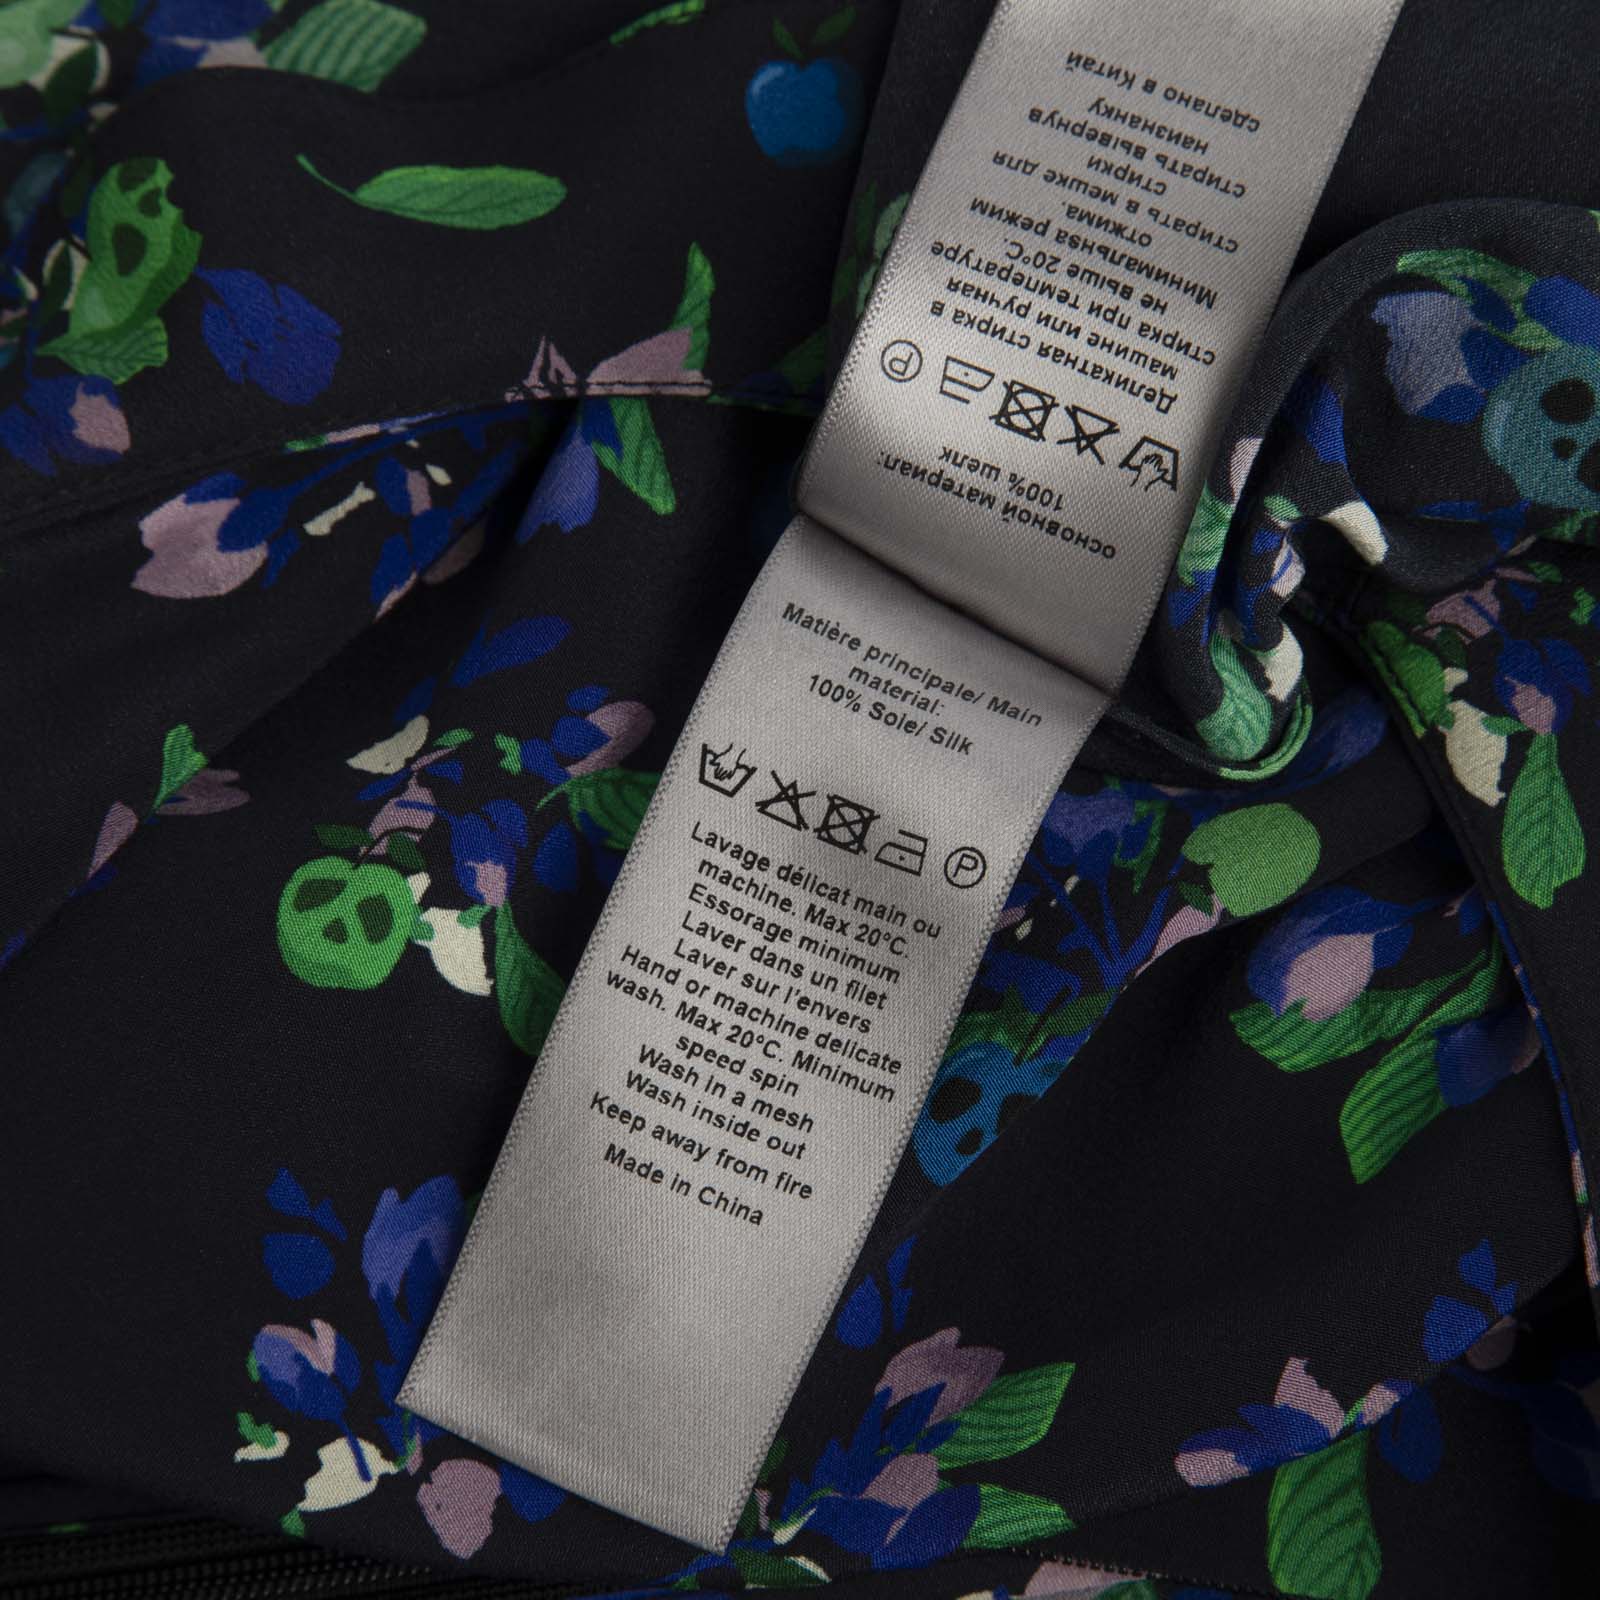 Matière principale/ Main
material:
100% Soie/ Silk
P
Lavage délicat main ou
machine. Max 20°C.
Essorage minimum
Laver dans un filet
Laver sur l'envers
Hand or machine delicate
wash. Max 20°C. Minimum
speed spin
Wash in a mesh
Wash inside out
Keep away from fire
Made in China
основной материал:
100% шелк
P
Деликатная стирка в
машине или ручная
стирка при температуре
не выше 20°C.
Минимальная режим
отжима.
стирать в мешке для
стирки
стирать вывернув
наизнанку
сделано в Китай